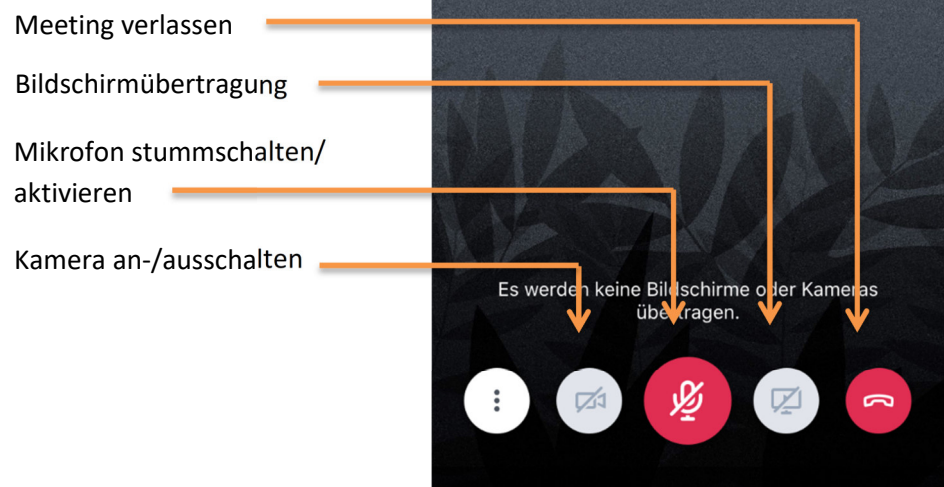 Meeting verlassen
Bildschirmübertragung
Mikrofon stummschalten/
aktivieren
Kamera an-/ausschalten
Es werden keine Bildschirme oder Kameras
übertragen.